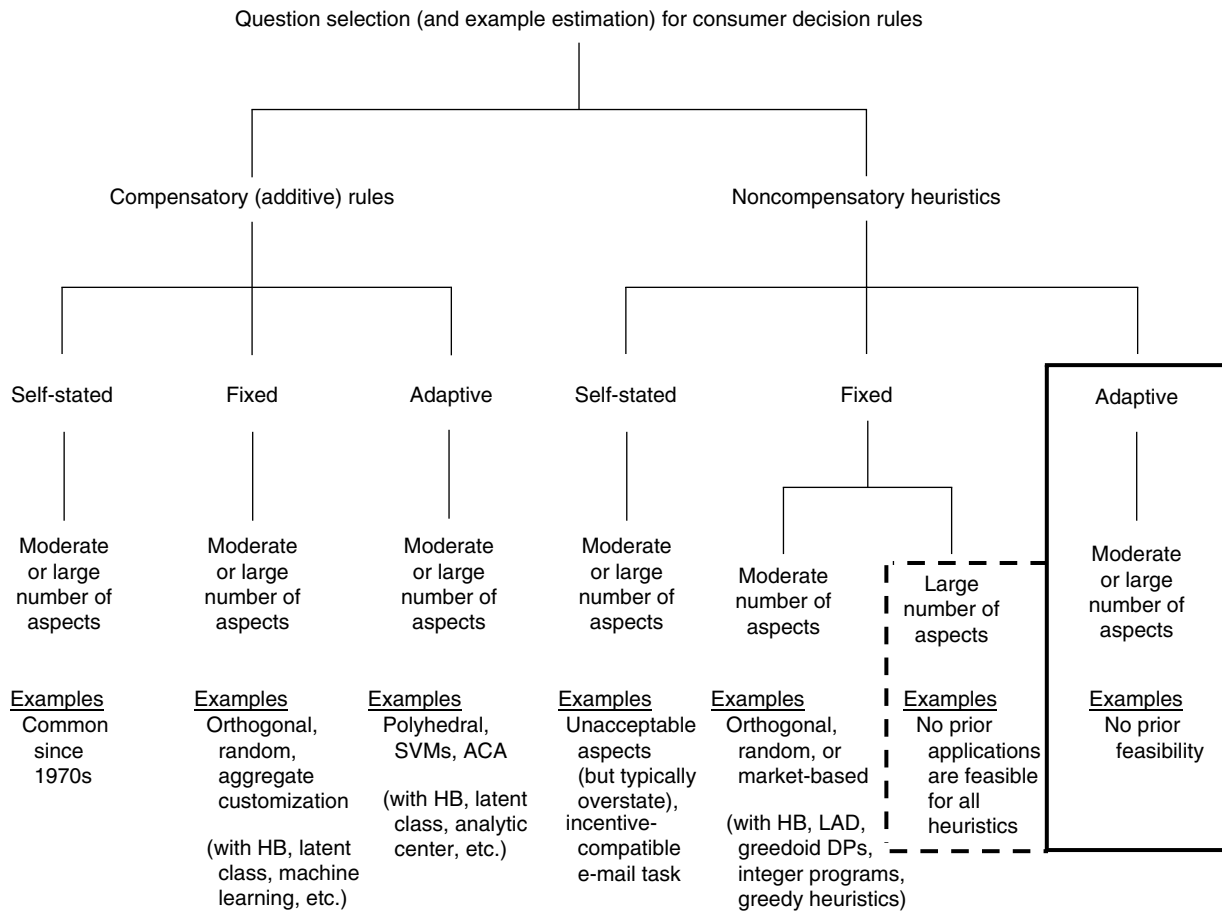 Question selection (and example estimation) for consumer decision rules
Compensatory (additive) rules
Noncompensatory heuristics
Self-stated
Fixed
Adaptive
Self-stated
Fixed
Adaptive
Moderate
or large
number of
aspects
Moderate
or large
number of
aspects
Moderate
or large
number of
aspects
Moderate
or large
number of
aspects
Moderate
number of
aspects
Large
number of
aspects
Moderate
or large
number of
aspects
Examples
Common
since
1970s
Examples
Orthogonal,
random,
aggregate
customization
(with HB, latent
class, machine
learning, etc.)
Examples
Polyhedral,
SVMs, ACA
(with HB, latent
class, analytic
center, etc.)
Examples
Unacceptable
aspects
(but typically
overstate),
incentive-
compatible
e-mail task
Examples
Orthogonal,
random, or
market-based
(with HB, LAD,
greedoid DPs,
integer programs,
greedy heuristics)
Examples
No prior
applications
are feasible
for all
heuristics
Examples
No prior
feasibility